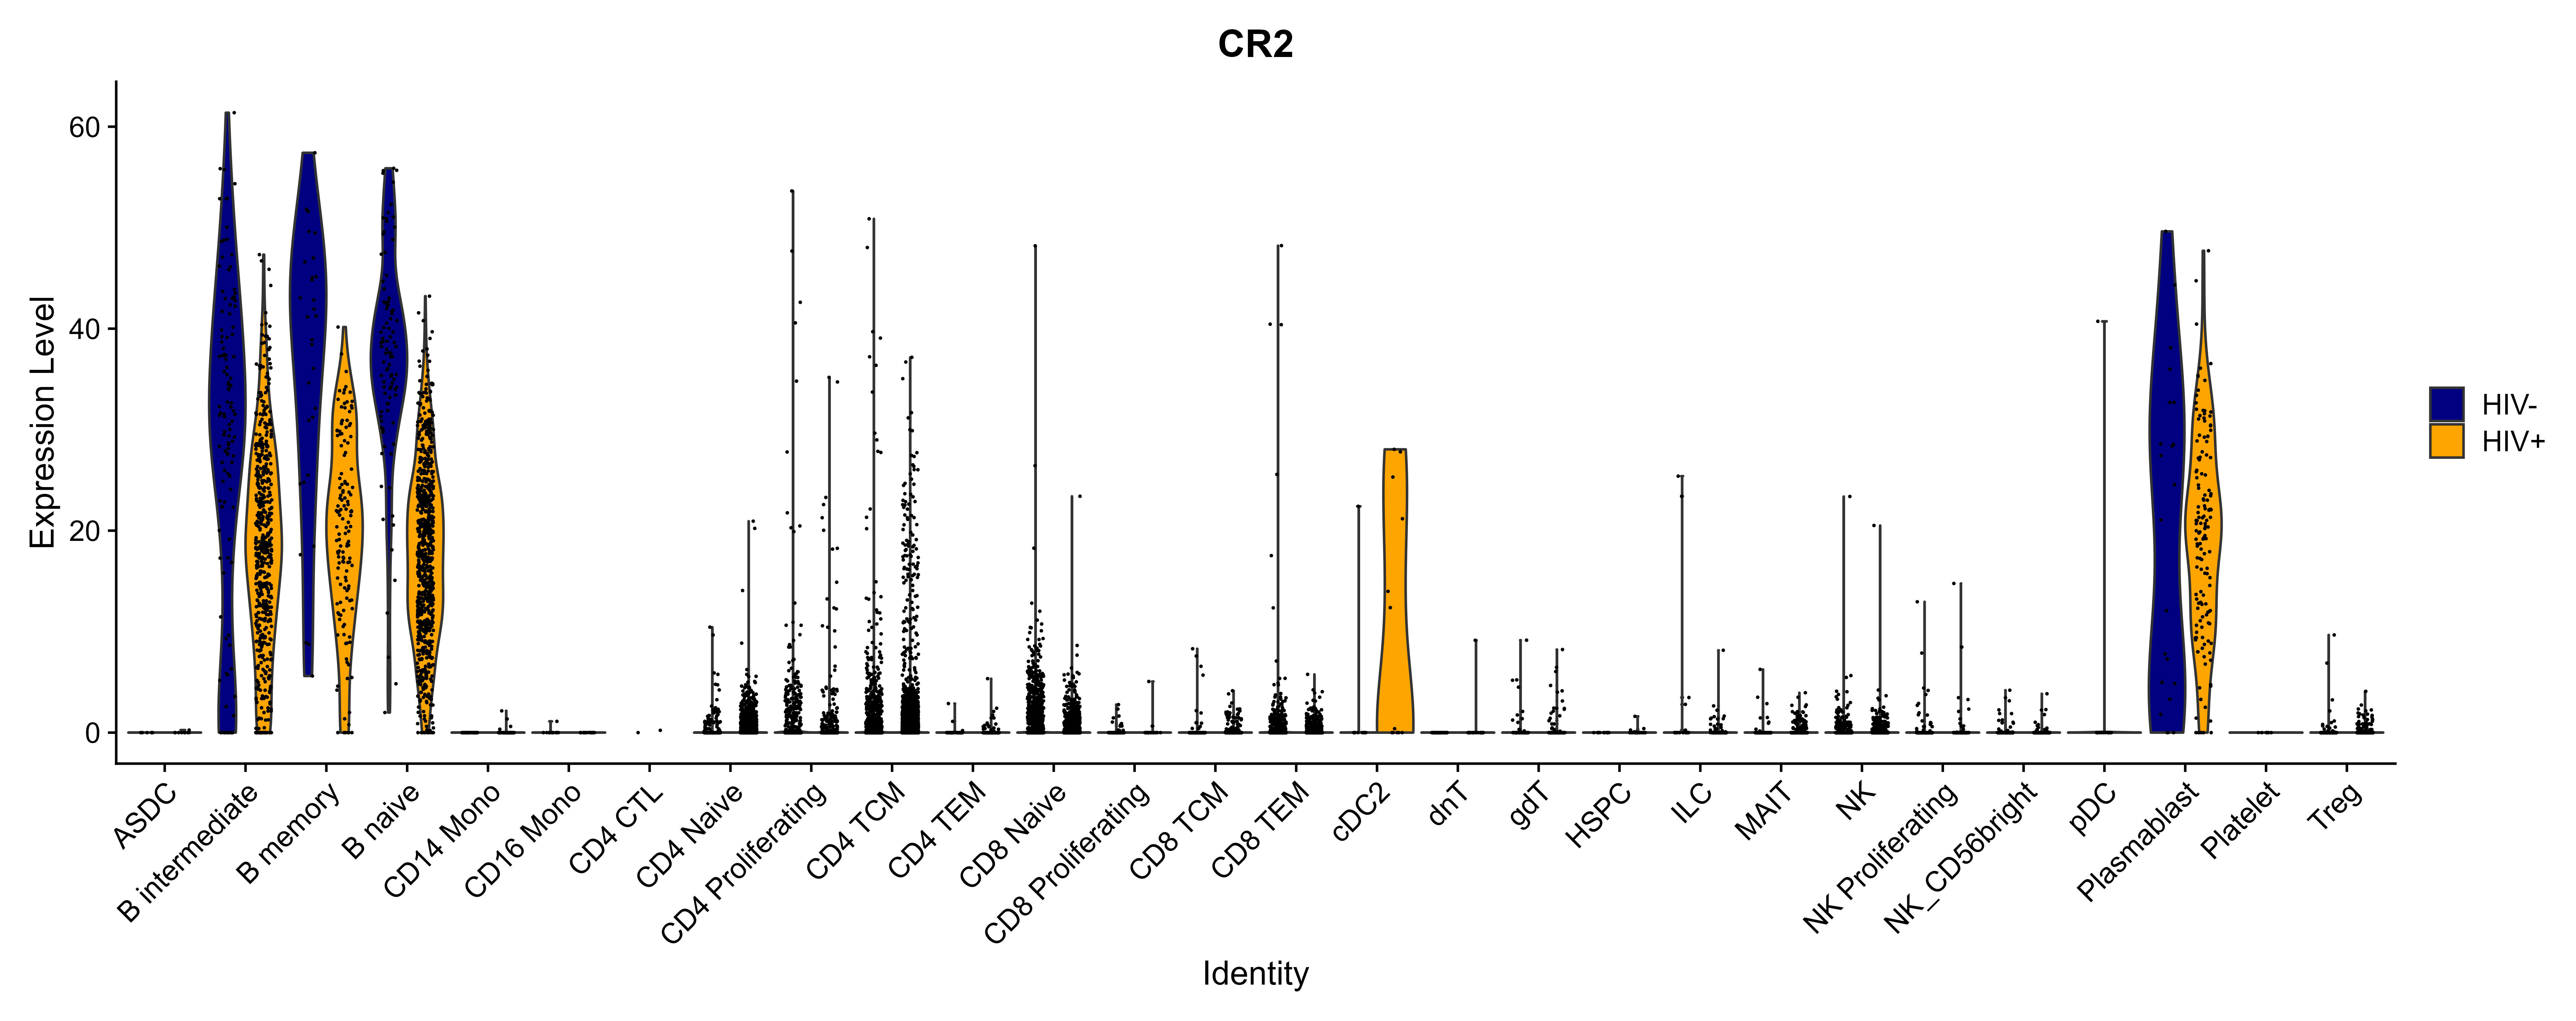 CR2
Expression Level
60
40
20
0
ASDC
B intermediate
B memory
B naive
CD14 Mono
CD16 Mono
CD4 CTL
CD4 Naive
CD4 Proliferating
CD4 TCM
CD4 TEM
CD8 Naive
CD8 Proliferating
CD8 TCM
CD8 TEM
cDC2
dnT
gdT
HSPC
ILC
MAIT
NK
NK Proliferating
NK_CD56bright
pDC
Plasmablast
Platelet
Treg
Identity
HIV-
HIV+